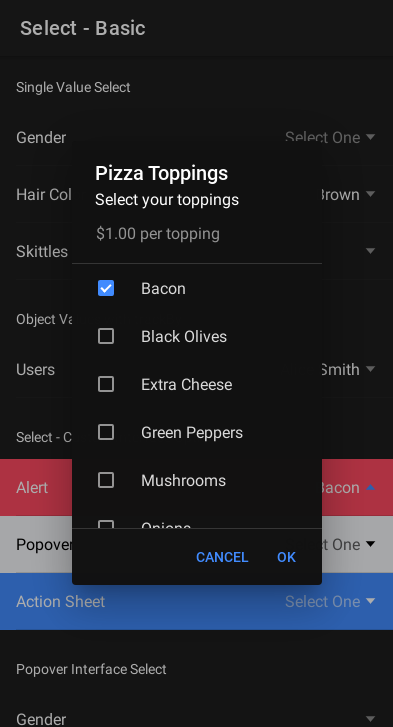 Select - Basic
Single Value Select
Gender Select One
Pizza Toppings
Hair Col Brown
Select your toppings
$1.00 per topping
Skittles
Bacon
Object Va
Black Olives
Users Smith
Extra Cheese
Select - C
Green Peppers
Alert Bacon
Mushrooms
Onions
Popover One
CANCEL OK
Action Sheet Select One
Popover Interface Select
Gender